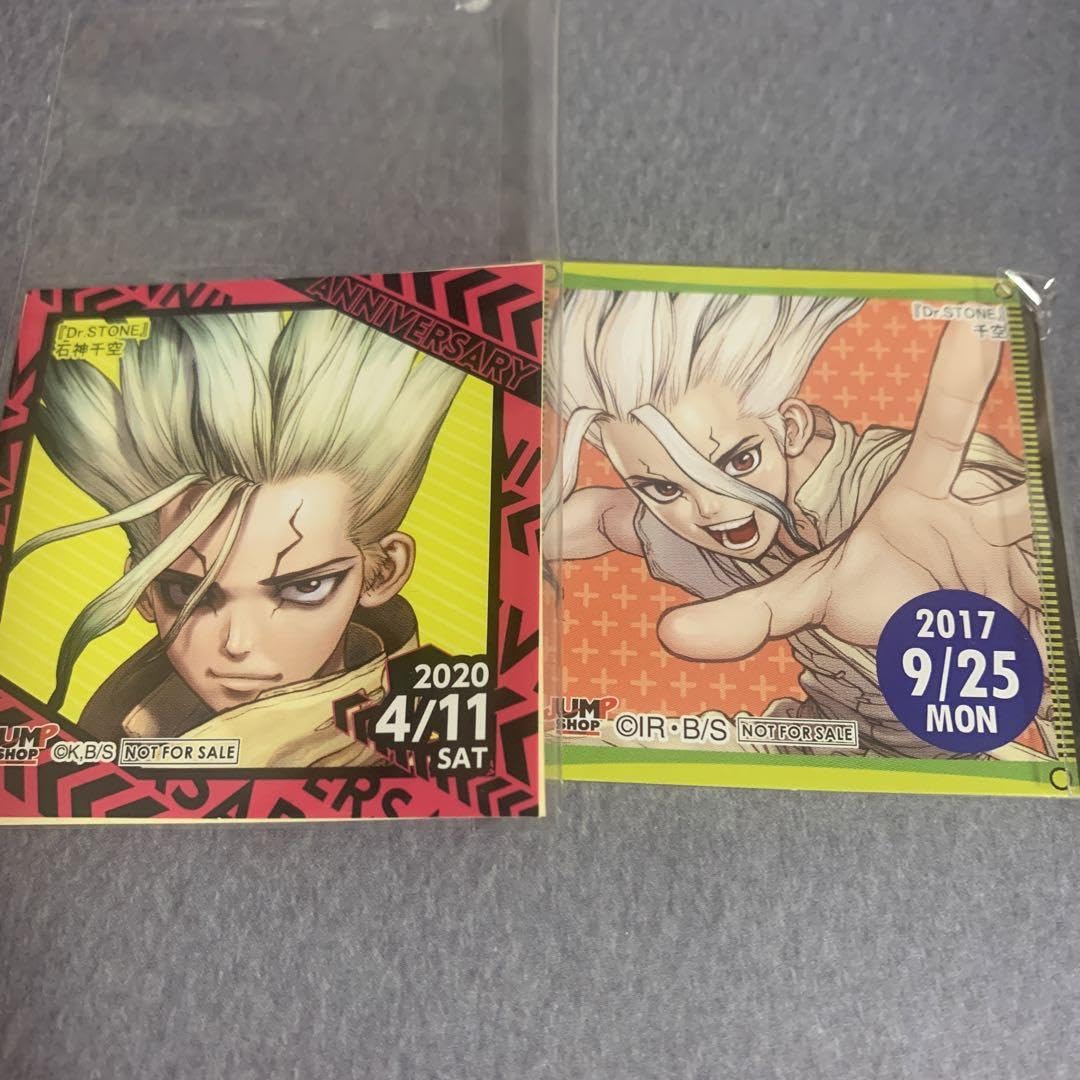 ANNIVERSARY
『Dr.STONE』
石神千空
2020
4/11
SAT
JUMP
SHOP
©K,B/S
NOT FOR SALE
『Dr.STONE』
千空
2017
9/25
MON
JUMP
SHOP
©IR・B/S
NOT FOR SALE